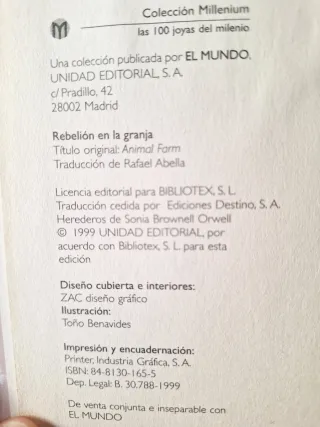 Colección Millenium
las 100 joyas del milenio
Una colección publicada por EL MUNDO,
UNIDAD EDITORIAL, S. A.
c/ Pradillo, 42
28002 Madrid
Rebelión en la granja
Título original: Animal Farm
Traducción de Rafael Abella
Licencia editorial para BIBLIOTEX, S. L.
Traducción cedida por Ediciones Destino, S. A.
Herederos de Sonia Brownell Orwell
© 1999 UNIDAD EDITORIAL, por
acuerdo con Bibliotex, S. L. para esta
edición
Diseño cubierta e interiores:
ZAC diseño gráfico
Ilustración:
Toño Benavides
Impresión y encuadernación:
Printer, Industria Gráfica, S. A.
ISBN: 84-8130-165-5
Dep. Legal: B. 30.788-1999
De venta conjunta e inseparable con
EL MUNDO